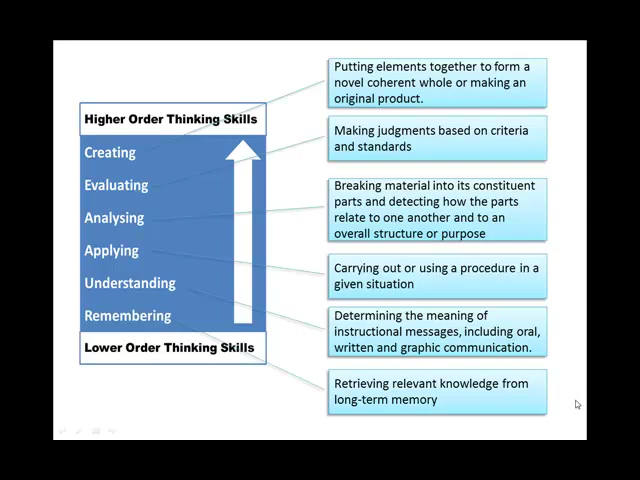 Higher Order Thinking Skills
Creating
Evaluating
Analysing
Applying
Understanding
Remembering
Lower Order Thinking Skills
Putting elements together to form a
novel coherent whole or making an
original product.
Making judgments based on criteria
and standards
Breaking material into its constituent
parts and detecting how the parts
relate to one another and to an
overall structure or purpose
Carrying out or using a procedure in a
given situation
Determining the meaning of
instructional messages, including oral,
written and graphic communication.
Retrieving relevant knowledge from
long-term memory